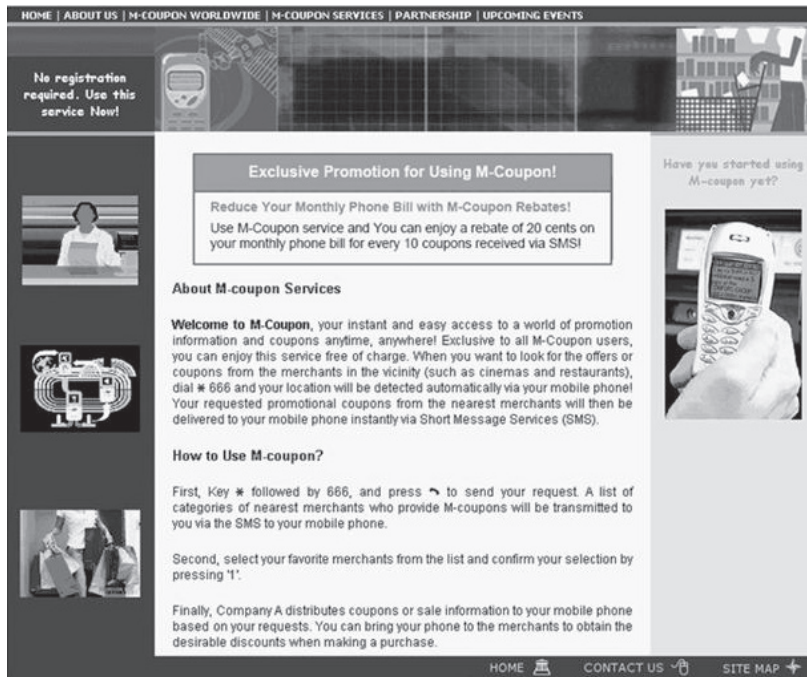 HOME | ABOUT US | M-COUPON WORLDWIDE | M-COUPON SERVICES | PARTNERSHIP | UPCOMING EVENTS
No registration
required. Use this
service Now!
Exclusive Promotion for Using M-Coupon!
Reduce Your Monthly Phone Bill with M-Coupon Rebates!
Use M-Coupon service and You can enjoy a rebate of 20 cents on
your monthly phone bill for every 10 coupons received via SMS!
Have you started using
M-coupon yet?
About M-coupon Services
Welcome to M-Coupon, your instant and easy access to a world of promotion
information and coupons anytime, anywhere! Exclusive to all M-Coupon users,
you can enjoy this service free of charge. When you want to look for the offers or
coupons from the merchants in the vicinity (such as cinemas and restaurants),
dial * 666 and your location will be detected automatically via your mobile phone!
Your requested promotional coupons from the nearest merchants will then be
delivered to your mobile phone instantly via Short Message Services (SMS).
How to Use M-coupon?
First, Key * followed by 666, and press to send your request. A list of
categories of nearest merchants who provide M-coupons will be transmitted to
you via the SMS to your mobile phone.
Second, select your favorite merchants from the list and confirm your selection by
pressing '1'.
Finally, Company A distributes coupons or sale information to your mobile phone
based on your requests. You can bring your phone to the merchants to obtain the
desirable discounts when making a purchase.
HOME CONTACT US SITE MAP